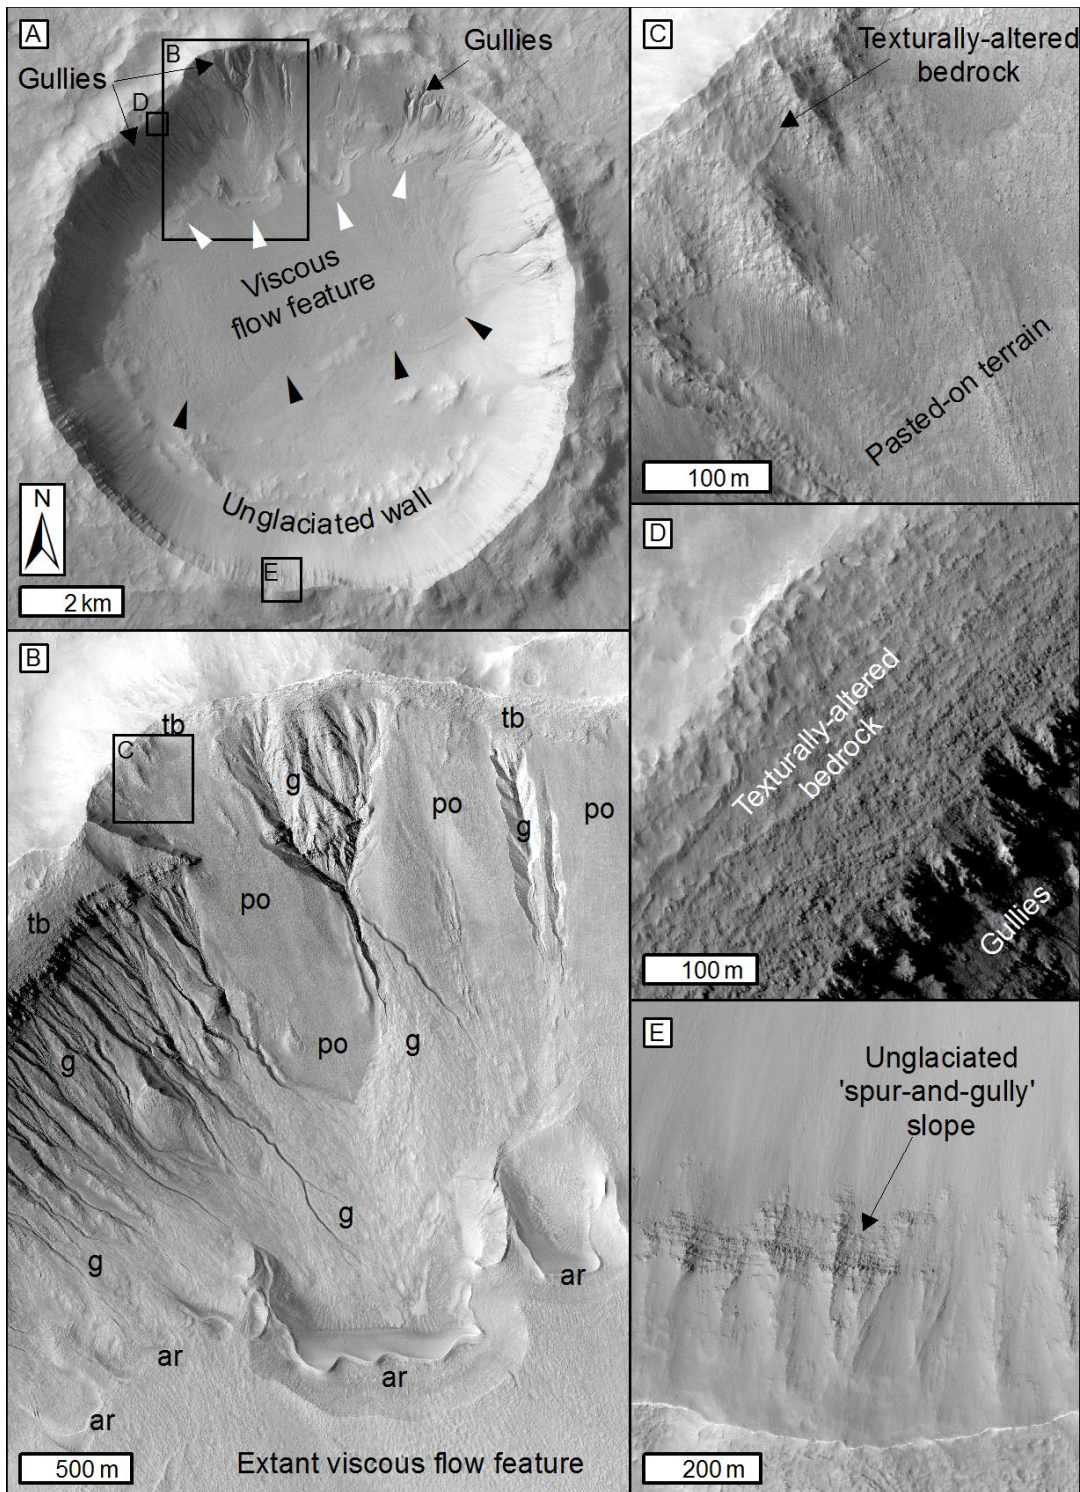 A
Gullies
Gullies
B
D
Viscous
flow feature
Unglaciated wall
N
2 km
E
B
tb
tb
C
g
po
g
po
tb
po
po
g
g
g
g
ar
ar
ar
ar
500 m
Extant viscous flow feature
C
Texturally-altered
bedrock
Pasted-on terrain
100 m
D
Texturally-altered
bedrock
Gullies
100 m
E
Unglaciated
'spur-and-gully'
slope
200 m